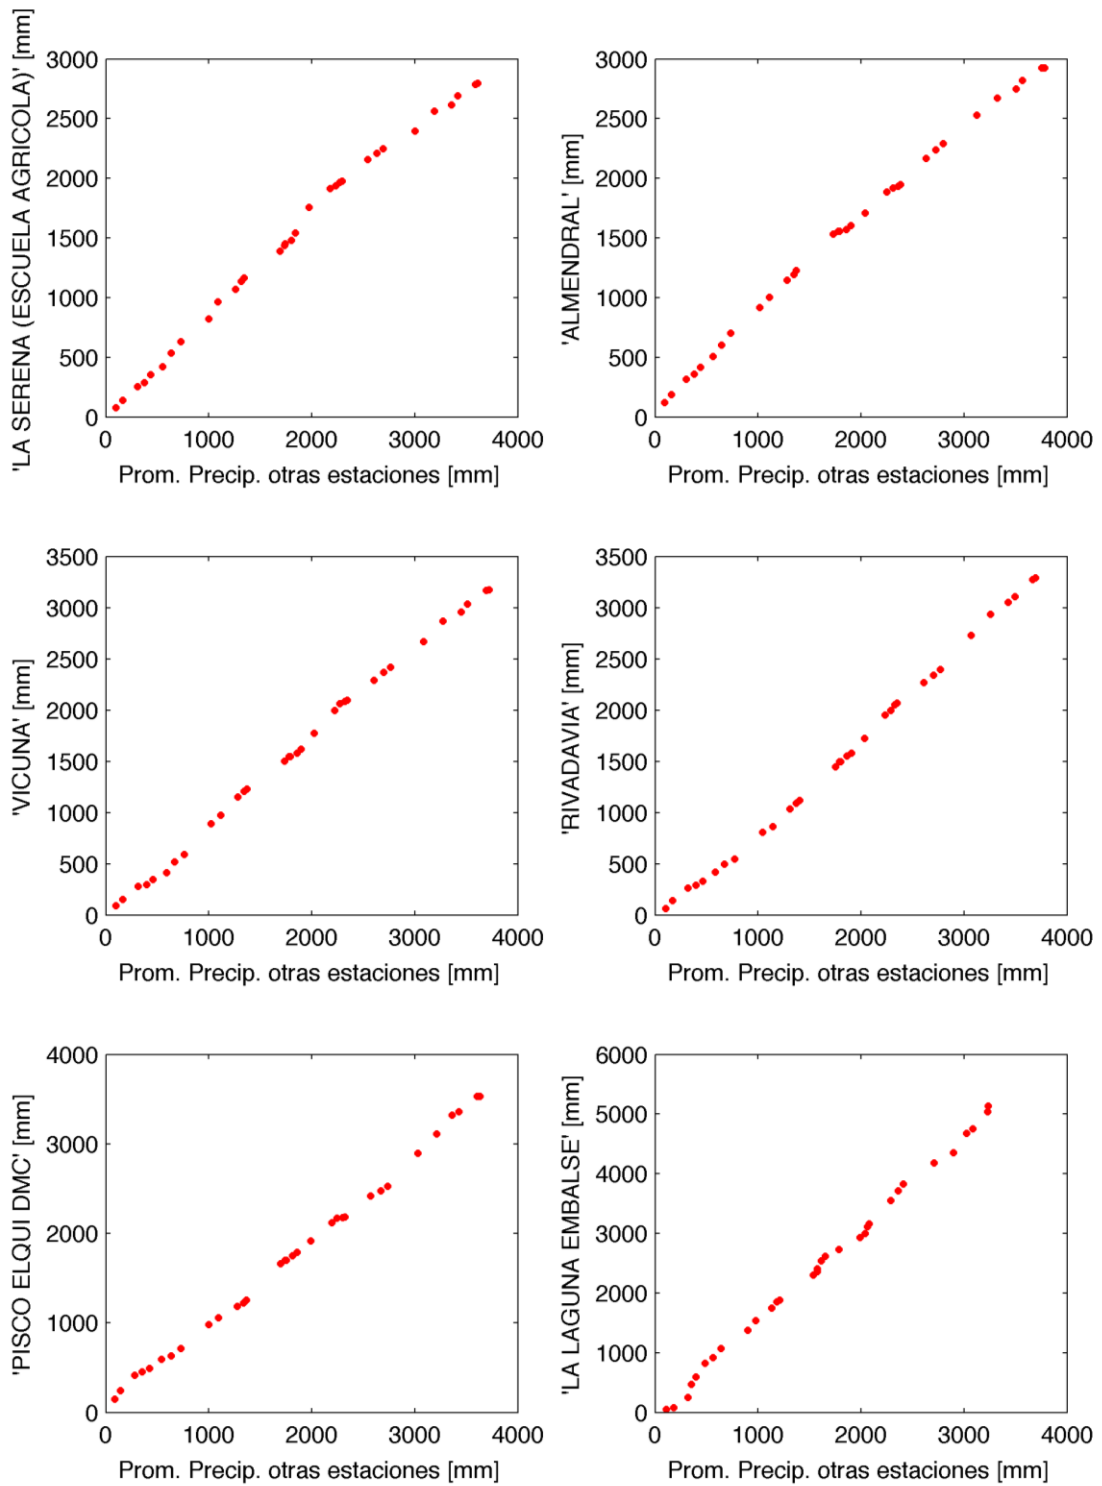 'LA SERENA (ESCUELA AGRICOLA)' [mm]
3000
2500
2000
1500
1000
500
0
0 1000 2000 3000 4000
Prom. Precip. otras estaciones [mm]
'ALMENDRAL' [mm]
3000
2500
2000
1500
1000
500
0
0 1000 2000 3000 4000
Prom. Precip. otras estaciones [mm]
'VICUNA' [mm]
3500
3000
2500
2000
1500
1000
500
0
0 1000 2000 3000 4000
Prom. Precip. otras estaciones [mm]
'RIVADAVIA' [mm]
3500
3000
2500
2000
1500
1000
500
0
0 1000 2000 3000 4000
Prom. Precip. otras estaciones [mm]
'PISCO ELQUI DMC' [mm]
4000
3000
2000
1000
0
0 1000 2000 3000 4000
Prom. Precip. otras estaciones [mm]
'LA LAGUNA EMBALSE' [mm]
6000
5000
4000
3000
2000
1000
0
0 1000 2000 3000 4000
Prom. Precip. otras estaciones [mm]